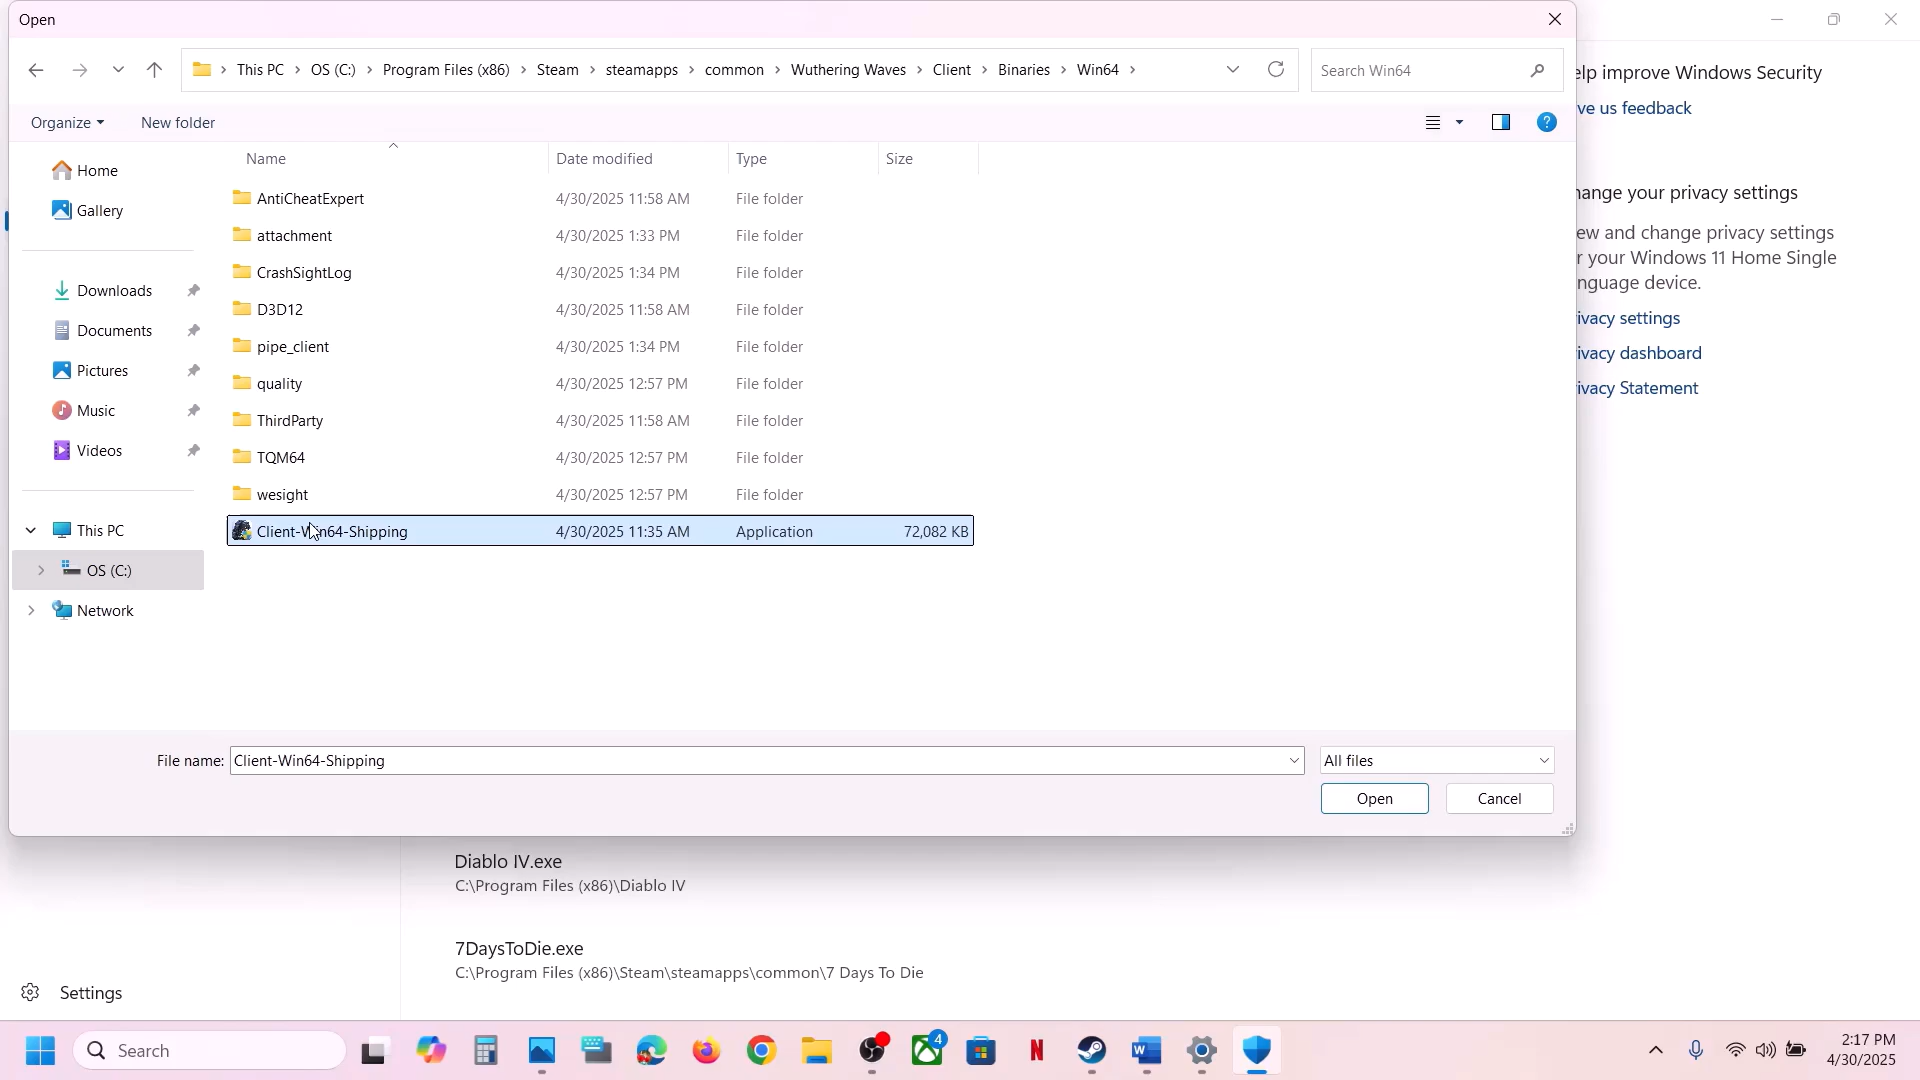 Open
This PC > OS (C:) > Program Files (x86) > Steam > steamapps > common > Wuthering Waves > Client > Binaries > Win64 >
Search Win64
Organize
New folder
Home
Gallery
Downloads
Documents
Pictures
Music
Videos
This PC
OS (C:)
Network
Name Date modified Type Size
AntiCheatExpert 4/30/2025 11:58 AM File folder
attachment 4/30/2025 1:33 PM File folder
CrashSightLog 4/30/2025 1:34 PM File folder
D3D12 4/30/2025 11:58 AM File folder
pipe_client 4/30/2025 1:34 PM File folder
quality 4/30/2025 12:57 PM File folder
ThirdParty 4/30/2025 11:58 AM File folder
TQM64 4/30/2025 12:57 PM File folder
wesight 4/30/2025 12:57 PM File folder
Client-Win64-Shipping 4/30/2025 11:35 AM Application 72,082 KB
File name: Client-Win64-Shipping
All files
Open
Cancel
elp improve Windows Security
ve us feedback
ange your privacy settings
ew and change privacy settings
r your Windows 11 Home Single
nguage device.
ivacy settings
ivacy dashboard
ivacy Statement
Diablo IV.exe
C:\Program Files (x86)\Diablo IV
7DaysToDie.exe
C:\Program Files (x86)\Steam\steamapps\common\7 Days To Die
Settings
Search
4
2:17 PM
4/30/2025